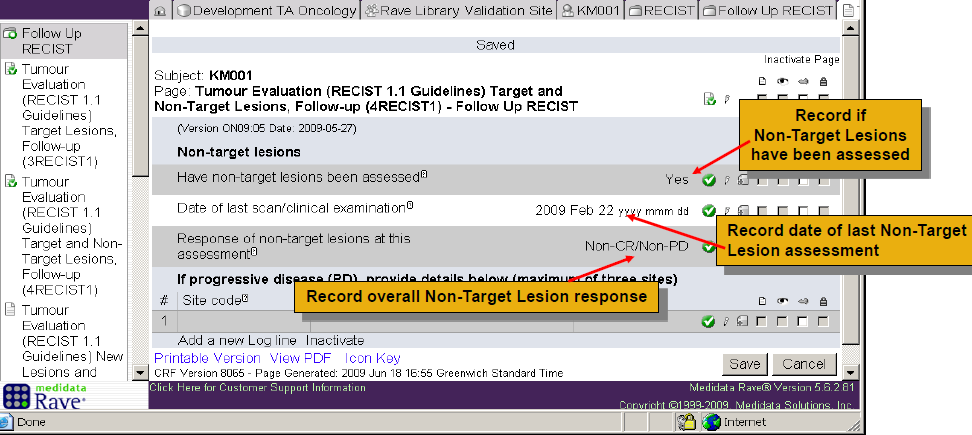 Development TA Oncology
Rave Library Validation Site
KM001
RECIST
Follow Up RECIST
Follow Up
RECIST
Tumour
Evaluation
(RECIST 1.1
Guidelines)
Target Lesions,
Follow-up
(3RECIST1)
Tumour
Evaluation
(RECIST 1.1
Guidelines)
Target and Non-
Target Lesions,
Follow-up
(4RECIST1)
Tumour
Evaluation
(RECIST 1.1
Guidelines) New
Lesions and
medidata
Rave
Saved
Inactivate Page
Subject: KM001
Page: Tumour Evaluation (RECIST 1.1 Guidelines) Target and
Non-Target Lesions, Follow-up (4RECIST1) - Follow Up RECIST
(Version ON09:05 Date: 2009-05-27)
Non-target lesions
Have non-target lesions been assessed
Yes
Date of last scan/clinical examination
2009 Feb 22 yyyy mmm dd
Response of non-target lesions at this
assessment
Non-CR/Non-PD
If progressive disease (PD), provide details below (maximum of three sites)
# Site code
1
Add a new Log line Inactivate
Printable Version View PDF Icon Key
CRF Version 8065 - Page Generated: 2009 Jun 18 16:55 Greenwich Standard Time
Save Cancel
Click Here for Customer Support Information
Medidata Rave® Version 5.6.2.61
Copyright ©1999-2009 Medidata Solutions, Inc.
Done
Internet
Record if
Non-Target Lesions
have been assessed
Record date of last Non-Target
Lesion assessment
Record overall Non-Target Lesion response